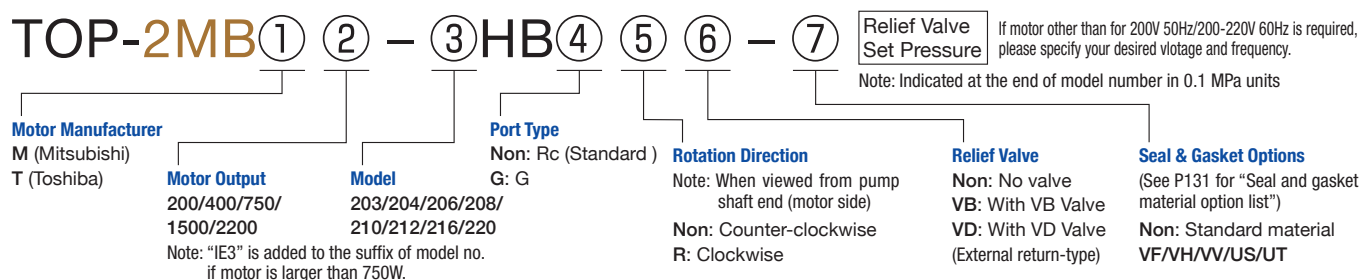 TOP-2MB① ② - ③HB④ ⑤ ⑥ - ⑦
Relief Valve
Set Pressure
If motor other than for 200V 50Hz/200-220V 60Hz is required,
please specify your desired vlotage and frequency.
Note: Indicated at the end of model number in 0.1 MPa units
Motor Manufacturer
M (Mitsubishi)
T (Toshiba)
Motor Output
200/400/750/
1500/2200
Note: "IE3" is added to the suffix of model no.
if motor is larger than 750W.
Model
203/204/206/208/
210/212/216/220
Port Type
Non: Rc (Standard )
G: G
Rotation Direction
Note: When viewed from pump
shaft end (motor side)
Non: Counter-clockwise
R: Clockwise
Relief Valve
Non: No valve
VB: With VB Valve
VD: With VD Valve
(External return-type)
Seal & Gasket Options
(See P131 for "Seal and gasket
material option list")
Non: Standard material
VF/VH/VV/US/UT